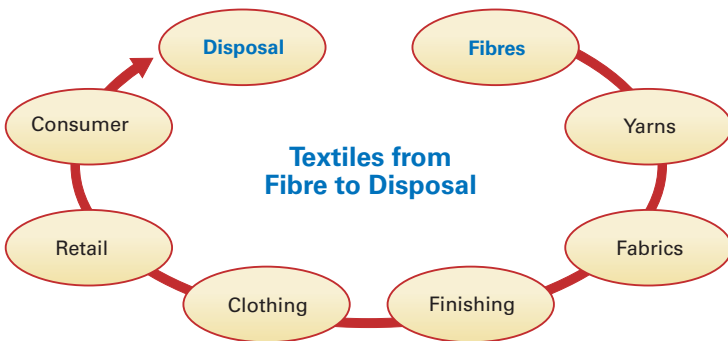 Disposal
Fibres
Consumer
Yarns
Textiles from
Fibre to Disposal
Retail
Fabrics
Clothing
Finishing